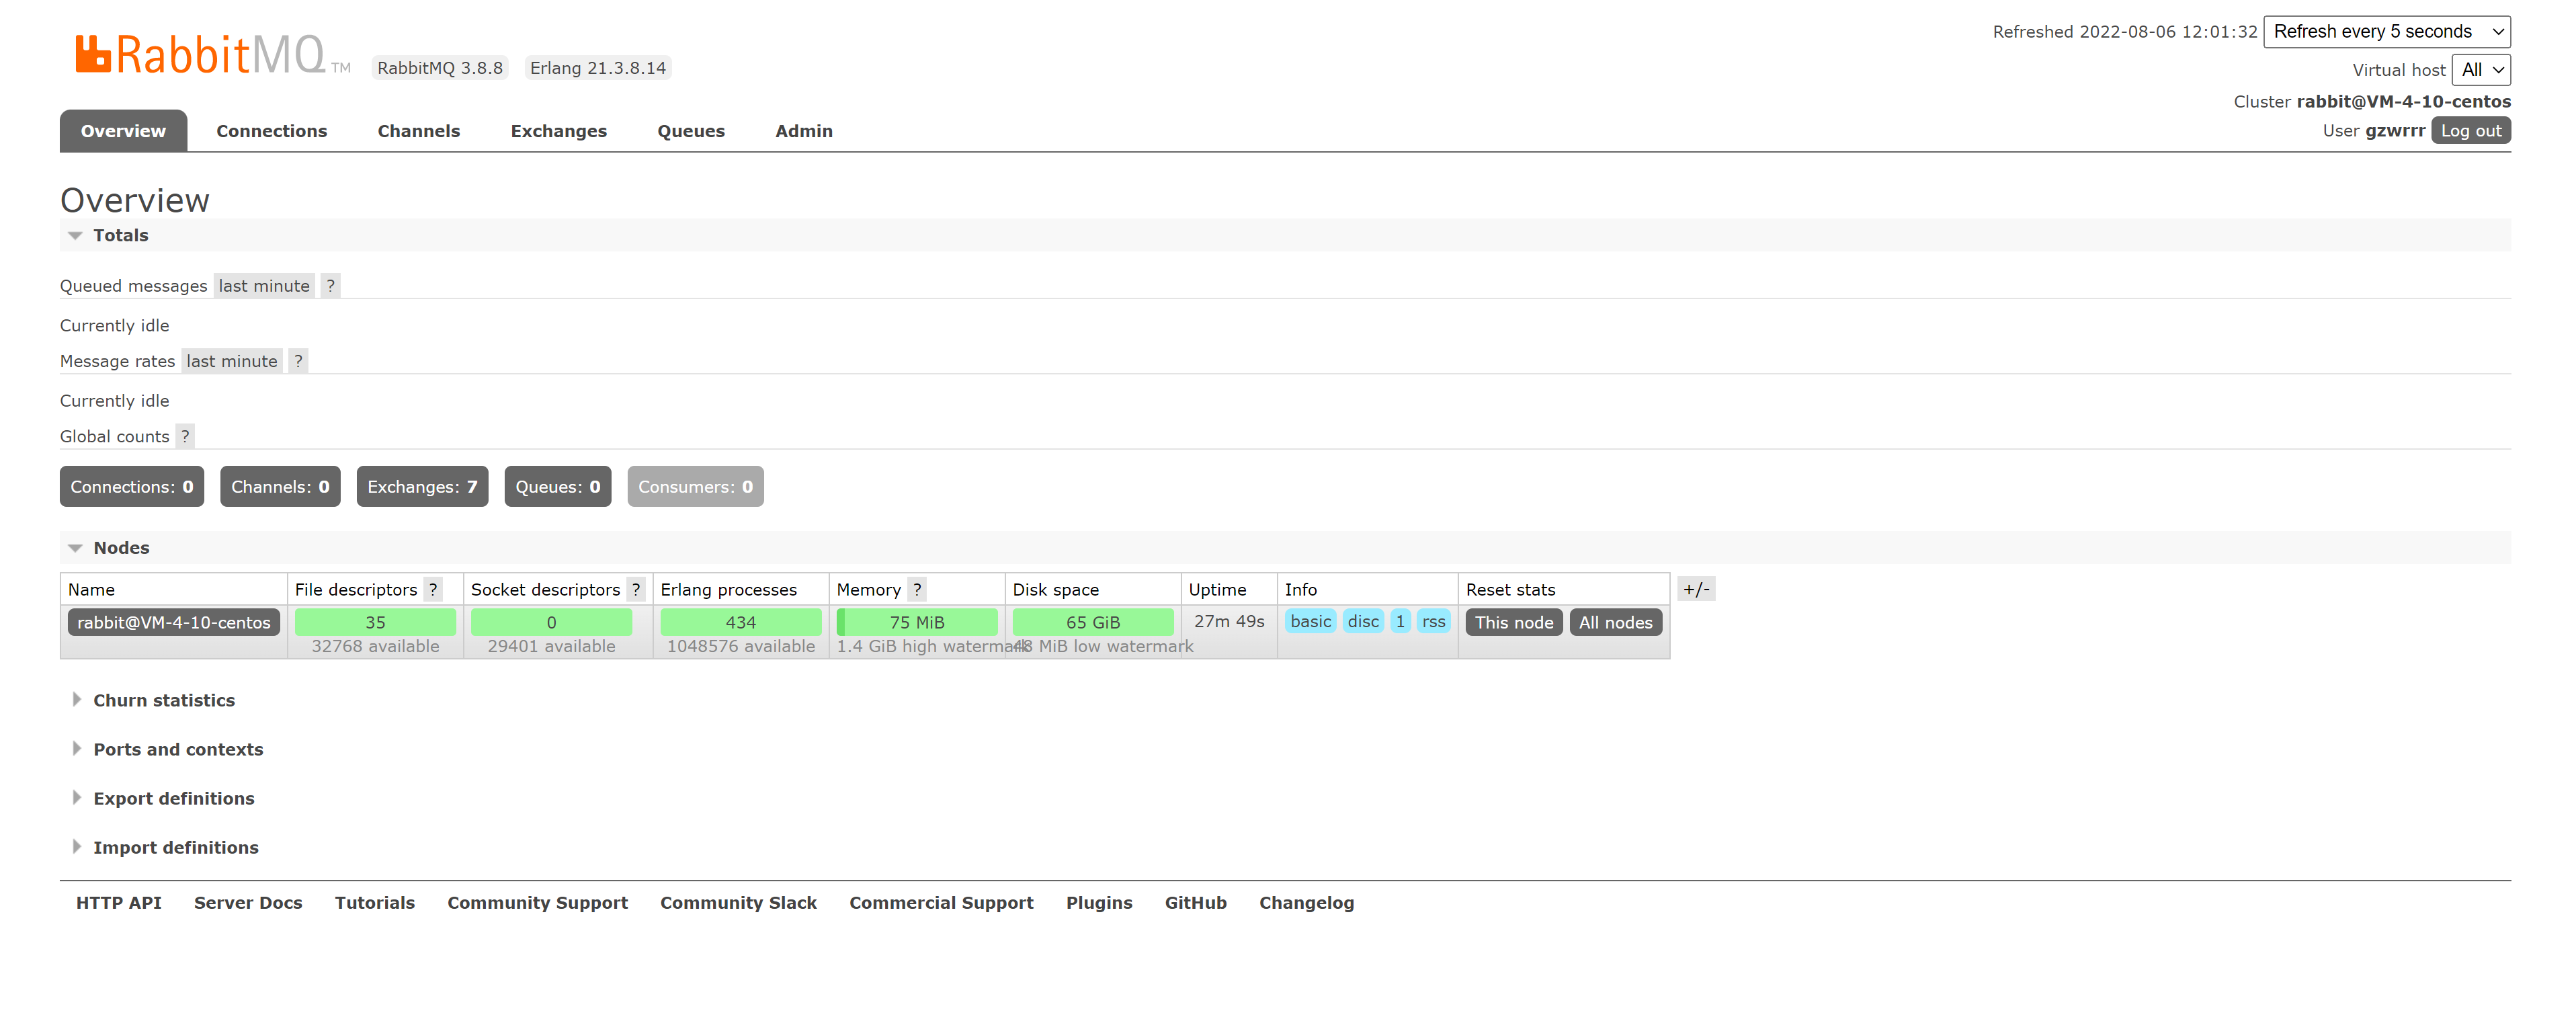 RabbitMQ TM RabbitMQ 3.8.8 Erlang 21.3.8.14
Refreshed 2022-08-06 12:01:32 Refresh every 5 seconds
Virtual host All
Cluster rabbit@VM-4-10-centos
User gzwrrr Log out
Overview Connections Channels Exchanges Queues Admin
Overview
Totals
Queued messages last minute ?
Currently idle
Message rates last minute ?
Currently idle
Global counts ?
Connections: 0 Channels: 0 Exchanges: 7 Queues: 0 Consumers: 0
Nodes
Name File descriptors ? Socket descriptors ? Erlang processes Memory ? Disk space Uptime Info Reset stats +/-
rabbit@VM-4-10-centos 35 0 434 75 MiB 65 GiB 27m 49s basic disc 1 rss This node All nodes
32768 available 29401 available 1048576 available 1.4 GiB high watermark 48 MiB low watermark
Churn statistics
Ports and contexts
Export definitions
Import definitions
HTTP API Server Docs Tutorials Community Support Community Slack Commercial Support Plugins GitHub Changelog